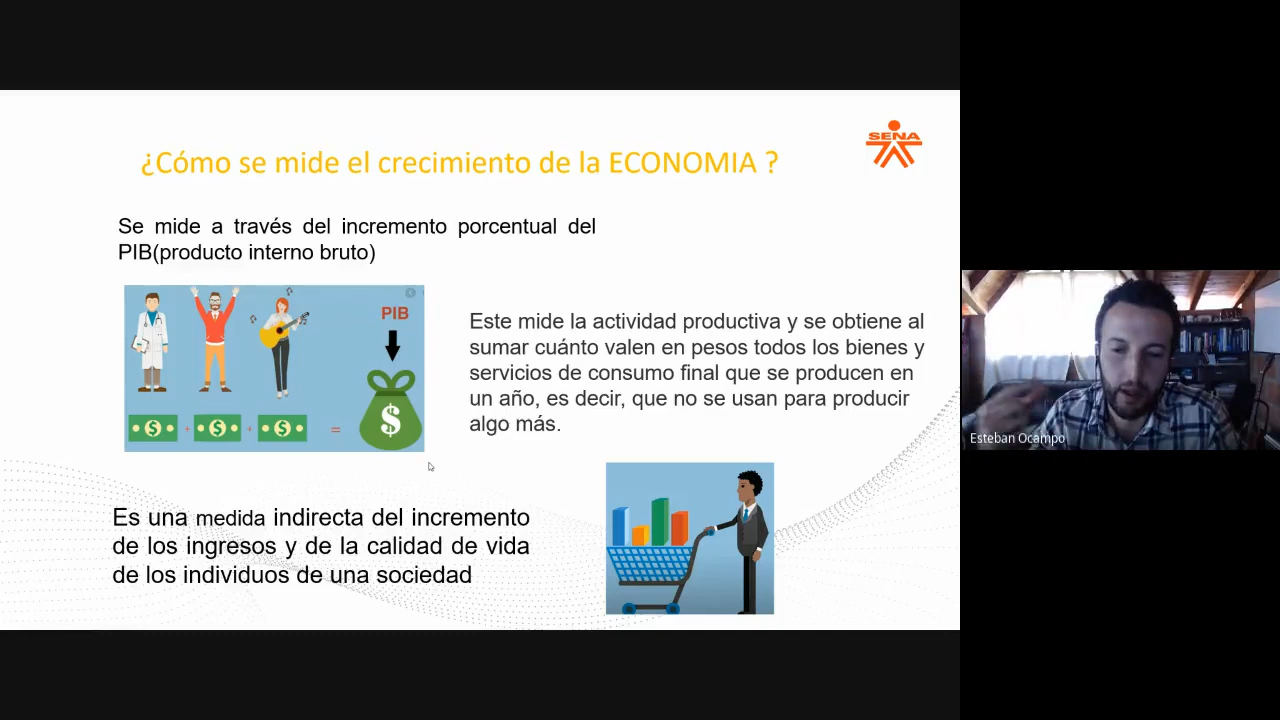 ¿Cómo se mide el crecimiento de la ECONOMIA ?
SENA
Se mide a través del incremento porcentual del
PIB(producto interno bruto)
PIB
$
$ + $ + $ =
Este mide la actividad productiva y se obtiene al
sumar cuánto valen en pesos todos los bienes y
servicios de consumo final que se producen en
un año, es decir, que no se usan para producir
algo más.
Es una medida indirecta del incremento
de los ingresos y de la calidad de vida
de los individuos de una sociedad
Esteban Ocampo